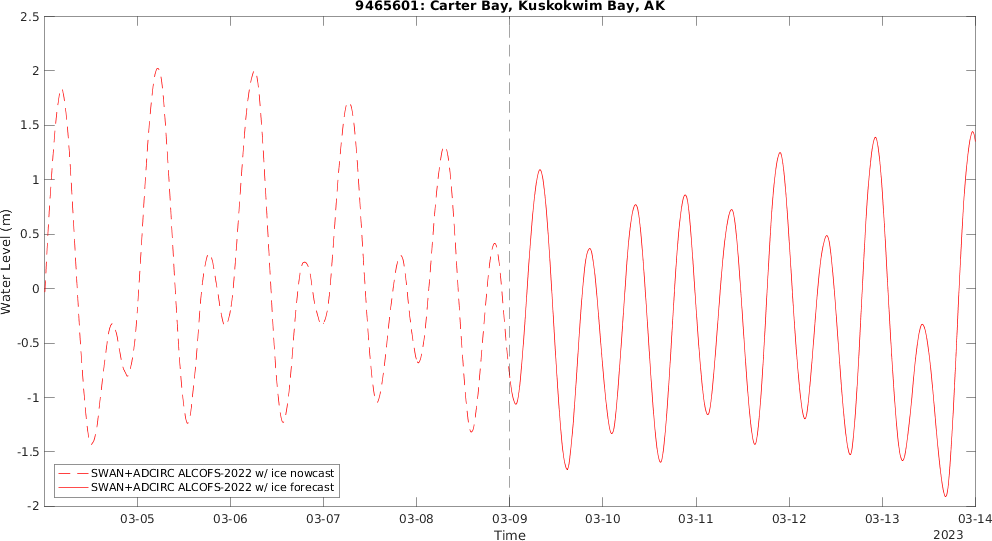 9465601: Carter Bay, Kuskokwim Bay, AK
2.5
2
1.5
1
0.5
0
-0.5
-1
-1.5
-2
Water Level (m)
SWAN+ADCIRC ALCOFS-2022 w/ ice nowcast
SWAN+ADCIRC ALCOFS-2022 w/ ice forecast
03-05 03-06 03-07 03-08 03-09 03-10 03-11 03-12 03-13 03-14
Time
2023